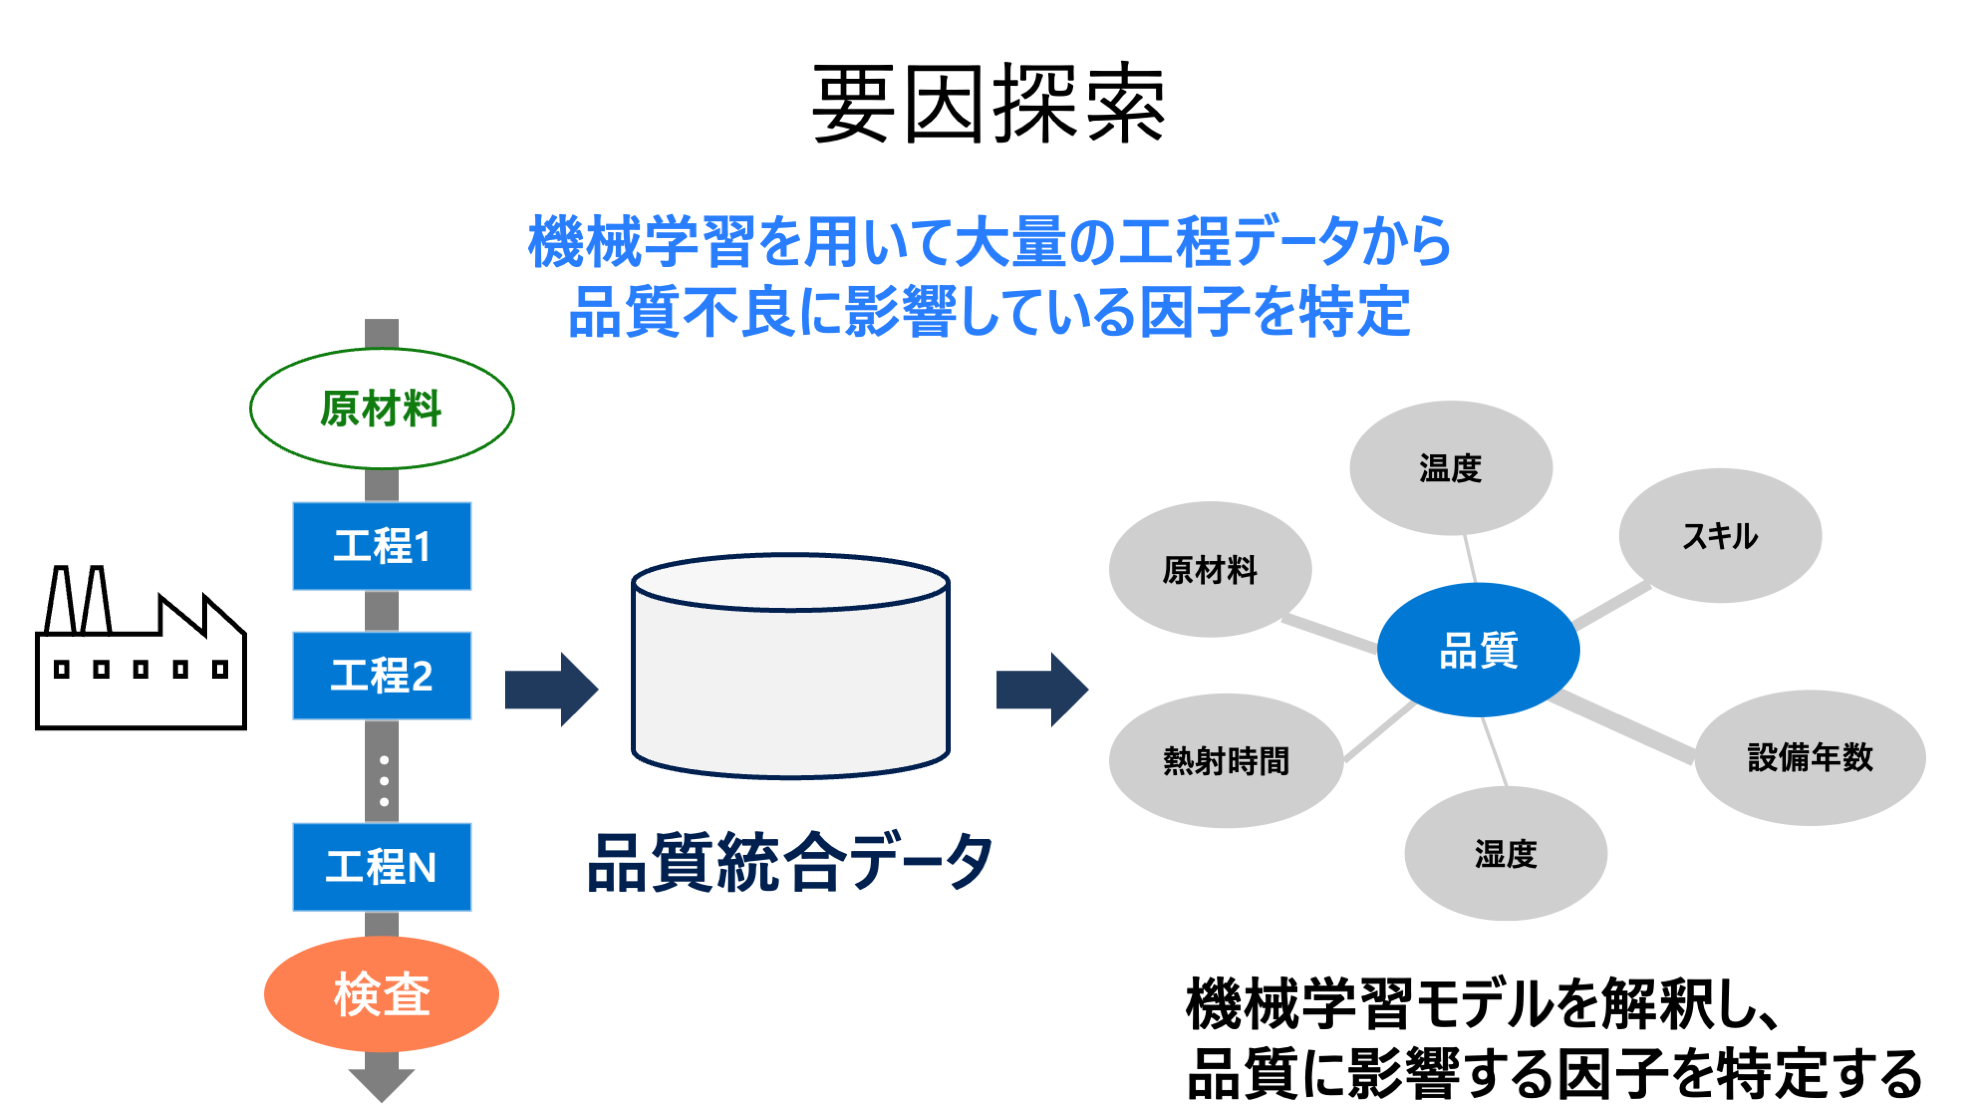 要因探索
機械学習を用いて大量の工程データから
品質不良に影響している因子を特定
原材料
工程1
工程2
工程N
検査
品質統合データ
温度
スキル
原材料
品質
熱射時間
設備年数
湿度
機械学習モデルを解釈し、
品質に影響する因子を特定する